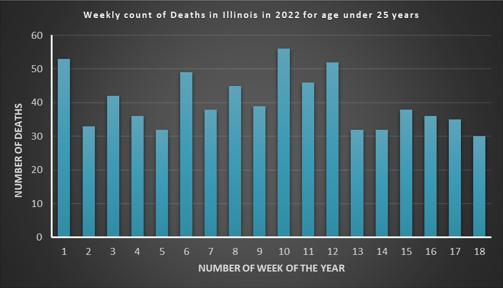 Weekly count of Deaths in Illinois in 2022 for age under 25 years
60
50
40
30
20
10
0
NUMBER OF DEATHS
1 2 3 4 5 6 7 8 9 10 11 12 13 14 15 16 17 18
NUMBER OF WEEK OF THE YEAR